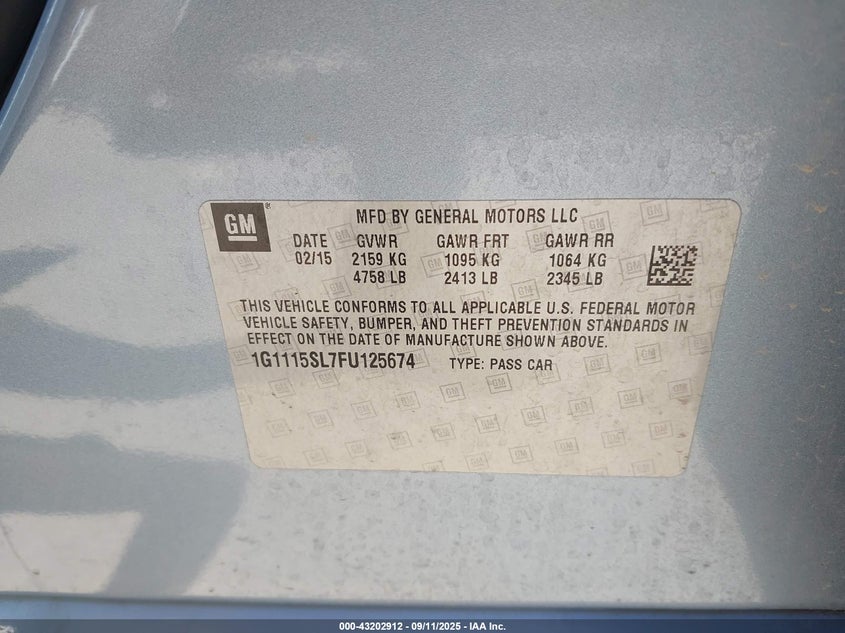 GM
MFD BY GENERAL MOTORS LLC
DATE GVWR GAWR FRT GAWR RR
02/15 2159 KG 1095 KG 1064 KG
4758 LB 2413 LB 2345 LB
THIS VEHICLE CONFORMS TO ALL APPLICABLE U.S. FEDERAL MOTOR
VEHICLE SAFETY, BUMPER, AND THEFT PREVENTION STANDARDS IN
EFFECT ON THE DATE OF MANUFACTURE SHOWN ABOVE.
1G1115SL7FU125674 TYPE: PASS CAR
000-43202912 - 09/11/2025 - IAA Inc.